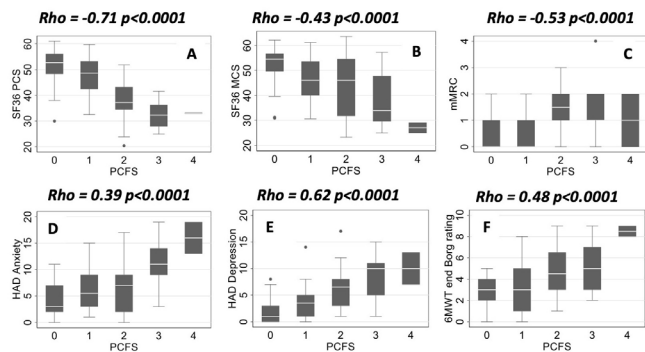 Rho = -0.71 p<0.0001
Rho = -0.43 p<0.0001
Rho = -0.53 p<0.0001
A
SF36 PCS
60
50
40
30
20
0 1 2 3 4
PCFS
B
SF36 MCS
60
50
40
30
20
0 1 2 3 4
PCFS
C
mMRC
4
3
2
1
0
0 1 2 3 4
PCFS
Rho = 0.39 p<0.0001
Rho = 0.62 p<0.0001
Rho = 0.48 p<0.0001
D
HAD Anxiety
20
15
10
5
0
0 1 2 3 4
PCFS
E
HAD Depression
20
15
10
5
0
0 1 2 3 4
PCFS
F
6MWT end Borg rating
10
8
6
4
2
0
0 1 2 3 4
PCFS